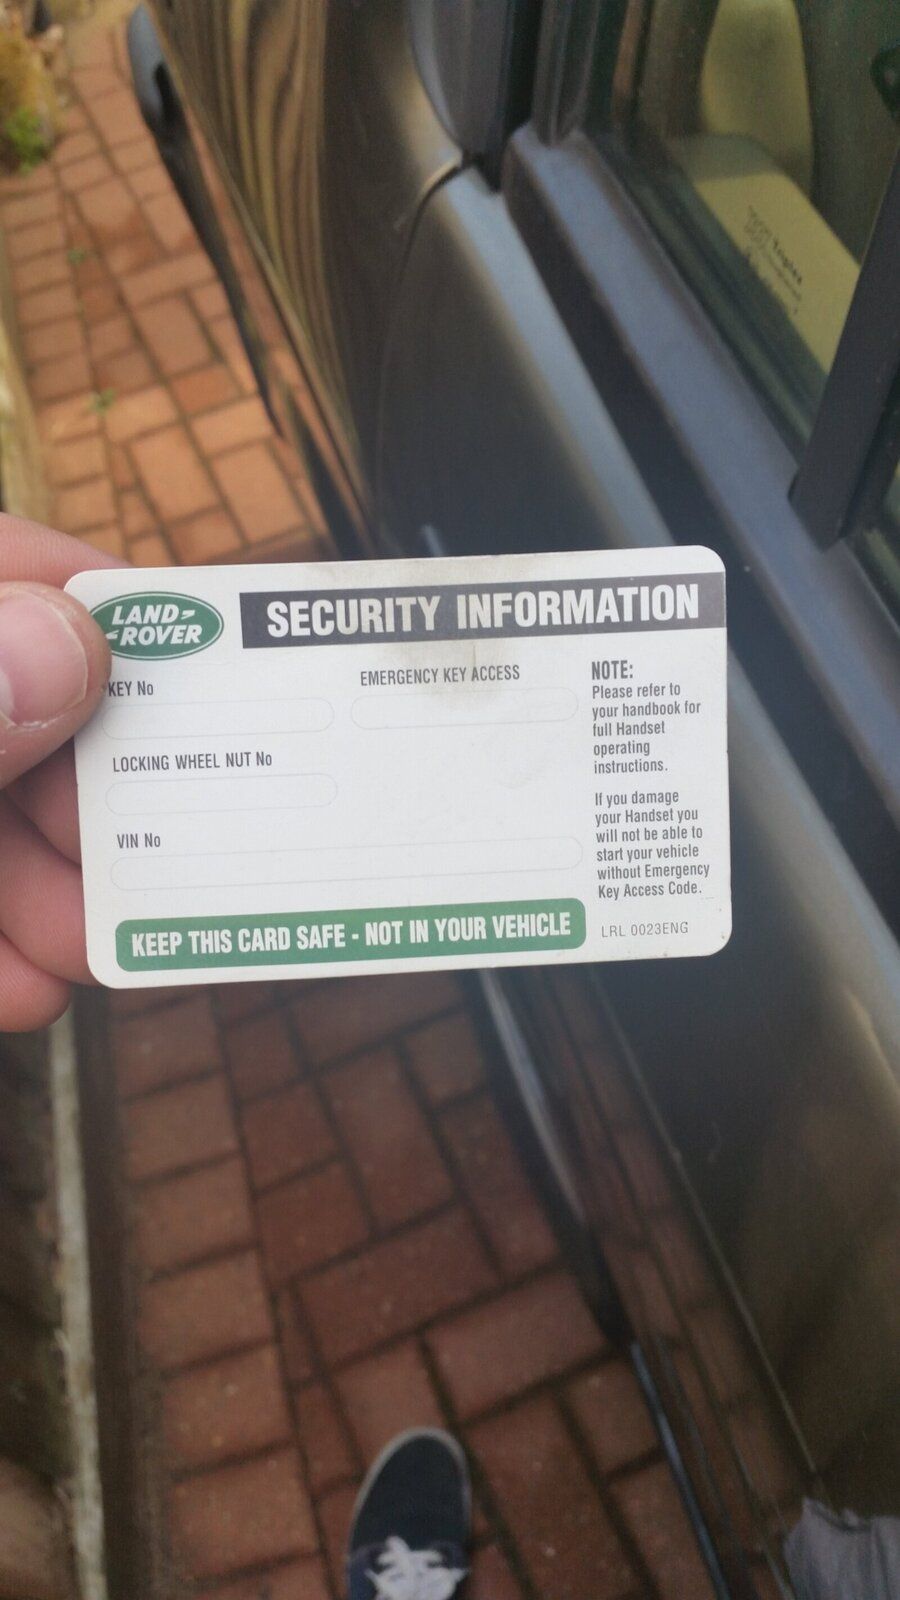 LAND
ROVER
SECURITY INFORMATION
KEY No
EMERGENCY KEY ACCESS
LOCKING WHEEL NUT No
VIN No
KEEP THIS CARD SAFE - NOT IN YOUR VEHICLE
NOTE:
Please refer to
your handbook for
full Handset
operating
instructions.
If you damage
your Handset you
will not be able to
start your vehicle
without Emergency
Key Access Code.
LRL 0023ENG